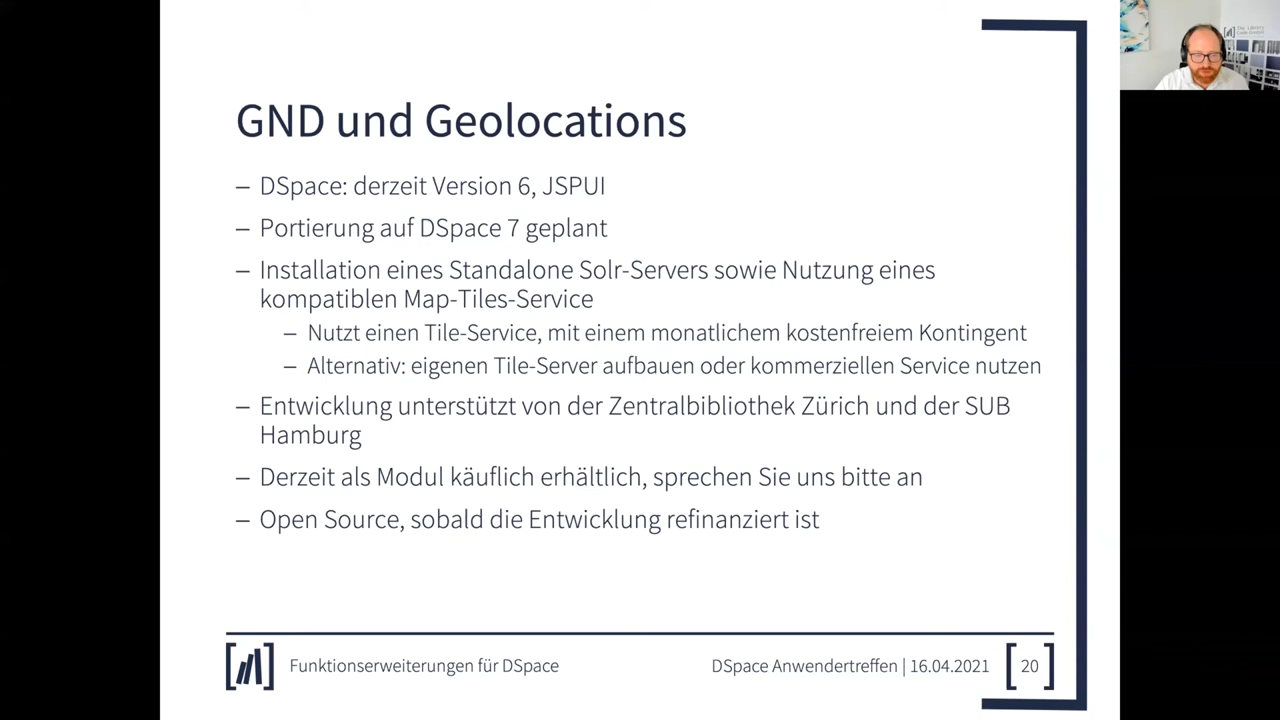 GND und Geolocations
– DSpace: derzeit Version 6, JSPUI
– Portierung auf DSpace 7 geplant
– Installation eines Standalone Solr-Servers sowie Nutzung eines
kompatiblen Map-Tiles-Service
– Nutzt einen Tile-Service, mit einem monatlichem kostenfreiem Kontingent
– Alternativ: eigenen Tile-Server aufbauen oder kommerziellen Service nutzen
– Entwicklung unterstützt von der Zentralbibliothek Zürich und der SUB
Hamburg
– Derzeit als Modul käuflich erhältlich, sprechen Sie uns bitte an
– Open Source, sobald die Entwicklung refinanziert ist
Funktionserweiterungen für DSpace
DSpace Anwendertreffen | 16.04.2021
20